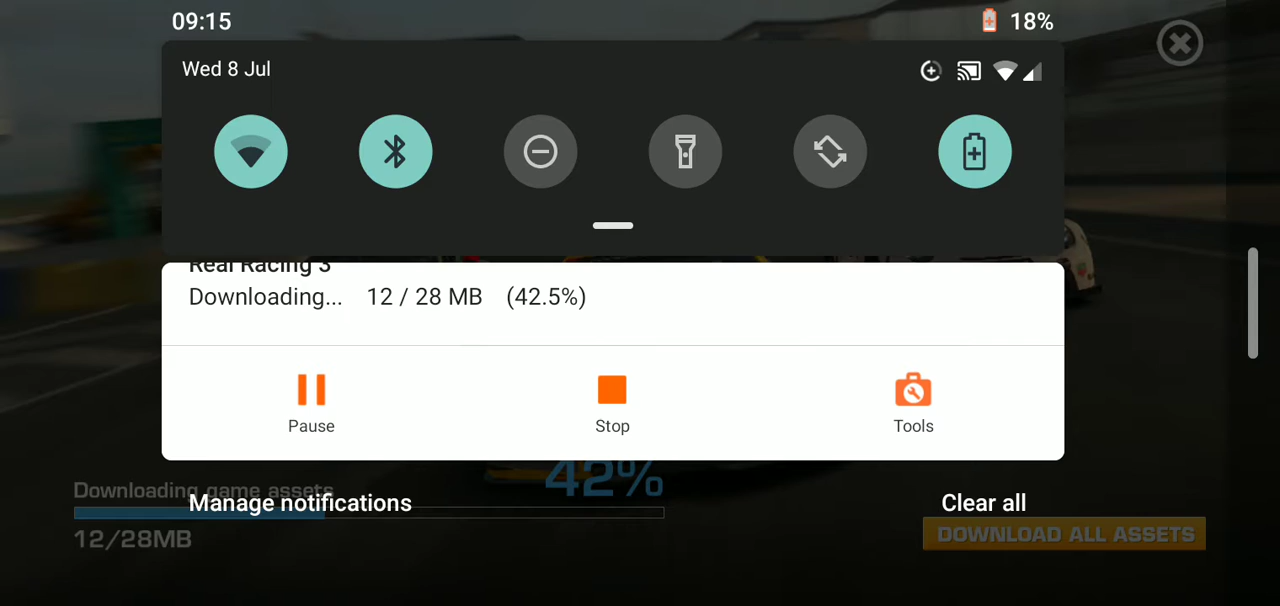 09:15
18%
Wed 8 Jul
Real Racing 3
Downloading... 12 / 28 MB (42.5%)
Pause
Stop
Tools
42%
Downloading game assets
Manage notifications
Clear all
12/28MB
DOWNLOAD ALL ASSETS